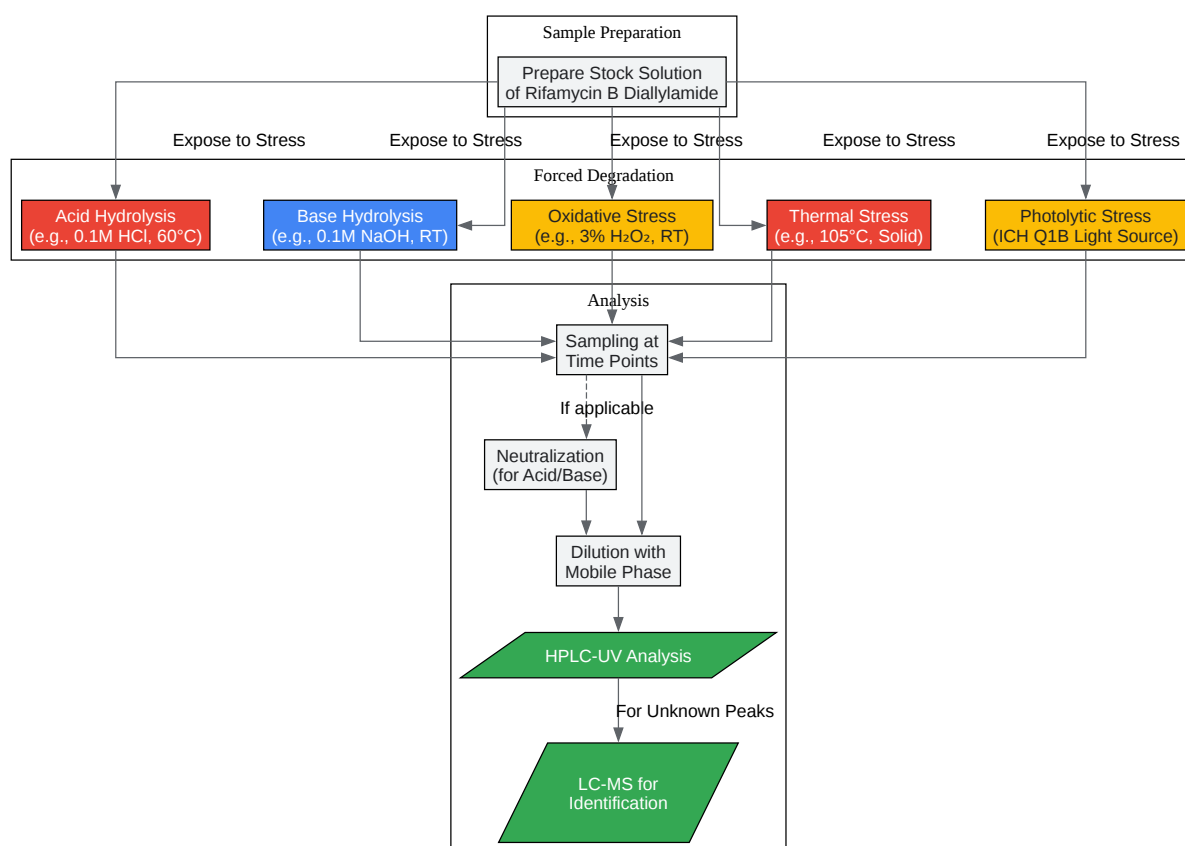 Sample Preparation
Prepare Stock Solution
of Rifamycin B Diallylamide
Expose to Stress
Expose to Stress
Expose to Stress
Expose to Stress
Expose to Stress
Forced Degradation
Acid Hydrolysis
(e.g., 0.1M HCl, 60°C)
Base Hydrolysis
(e.g., 0.1M NaOH, RT)
Oxidative Stress
(e.g., 3% H₂O₂, RT)
Thermal Stress
(e.g., 105°C, Solid)
Photolytic Stress
(ICH Q1B Light Source)
Analysis
Sampling at
Time Points
If applicable
Neutralization
(for Acid/Base)
Dilution with
Mobile Phase
HPLC-UV Analysis
For Unknown Peaks
LC-MS for
Identification